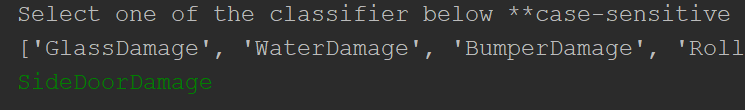 Select one of the classifier below **case-sensitive
['GlassDamage', 'WaterDamage', 'BumperDamage', 'Roll
SideDoorDamage